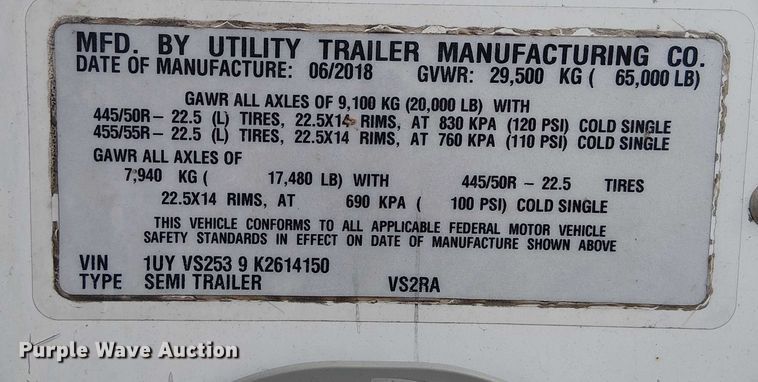 MFD. BY UTILITY TRAILER MANUFACTURING CO.
DATE OF MANUFACTURE: 06/2018 GVWR: 29,500 KG ( 65,000 LB)
GAWR ALL AXLES OF 9,100 KG (20,000 LB) WITH
445/50R- 22.5 (L) TIRES, 22.5X14 RIMS, AT 830 KPA (120 PSI) COLD SINGLE
455/55R- 22.5 (L) TIRES, 22.5X14 RIMS, AT 760 KPA (110 PSI) COLD SINGLE
GAWR ALL AXLES OF
7,940 KG ( 17,480 LB) WITH 445/50R - 22.5 TIRES
22.5X14 RIMS, AT 690 KPA ( 100 PSI) COLD SINGLE
THIS VEHICLE CONFORMS TO ALL APPLICABLE FEDERAL MOTOR VEHICLE
SAFETY STANDARDS IN EFFECT ON DATE OF MANUFACTURE SHOWN ABOVE
VIN 1UY VS253 9 K2614150
TYPE SEMI TRAILER VS2RA
Purple Wave Auction